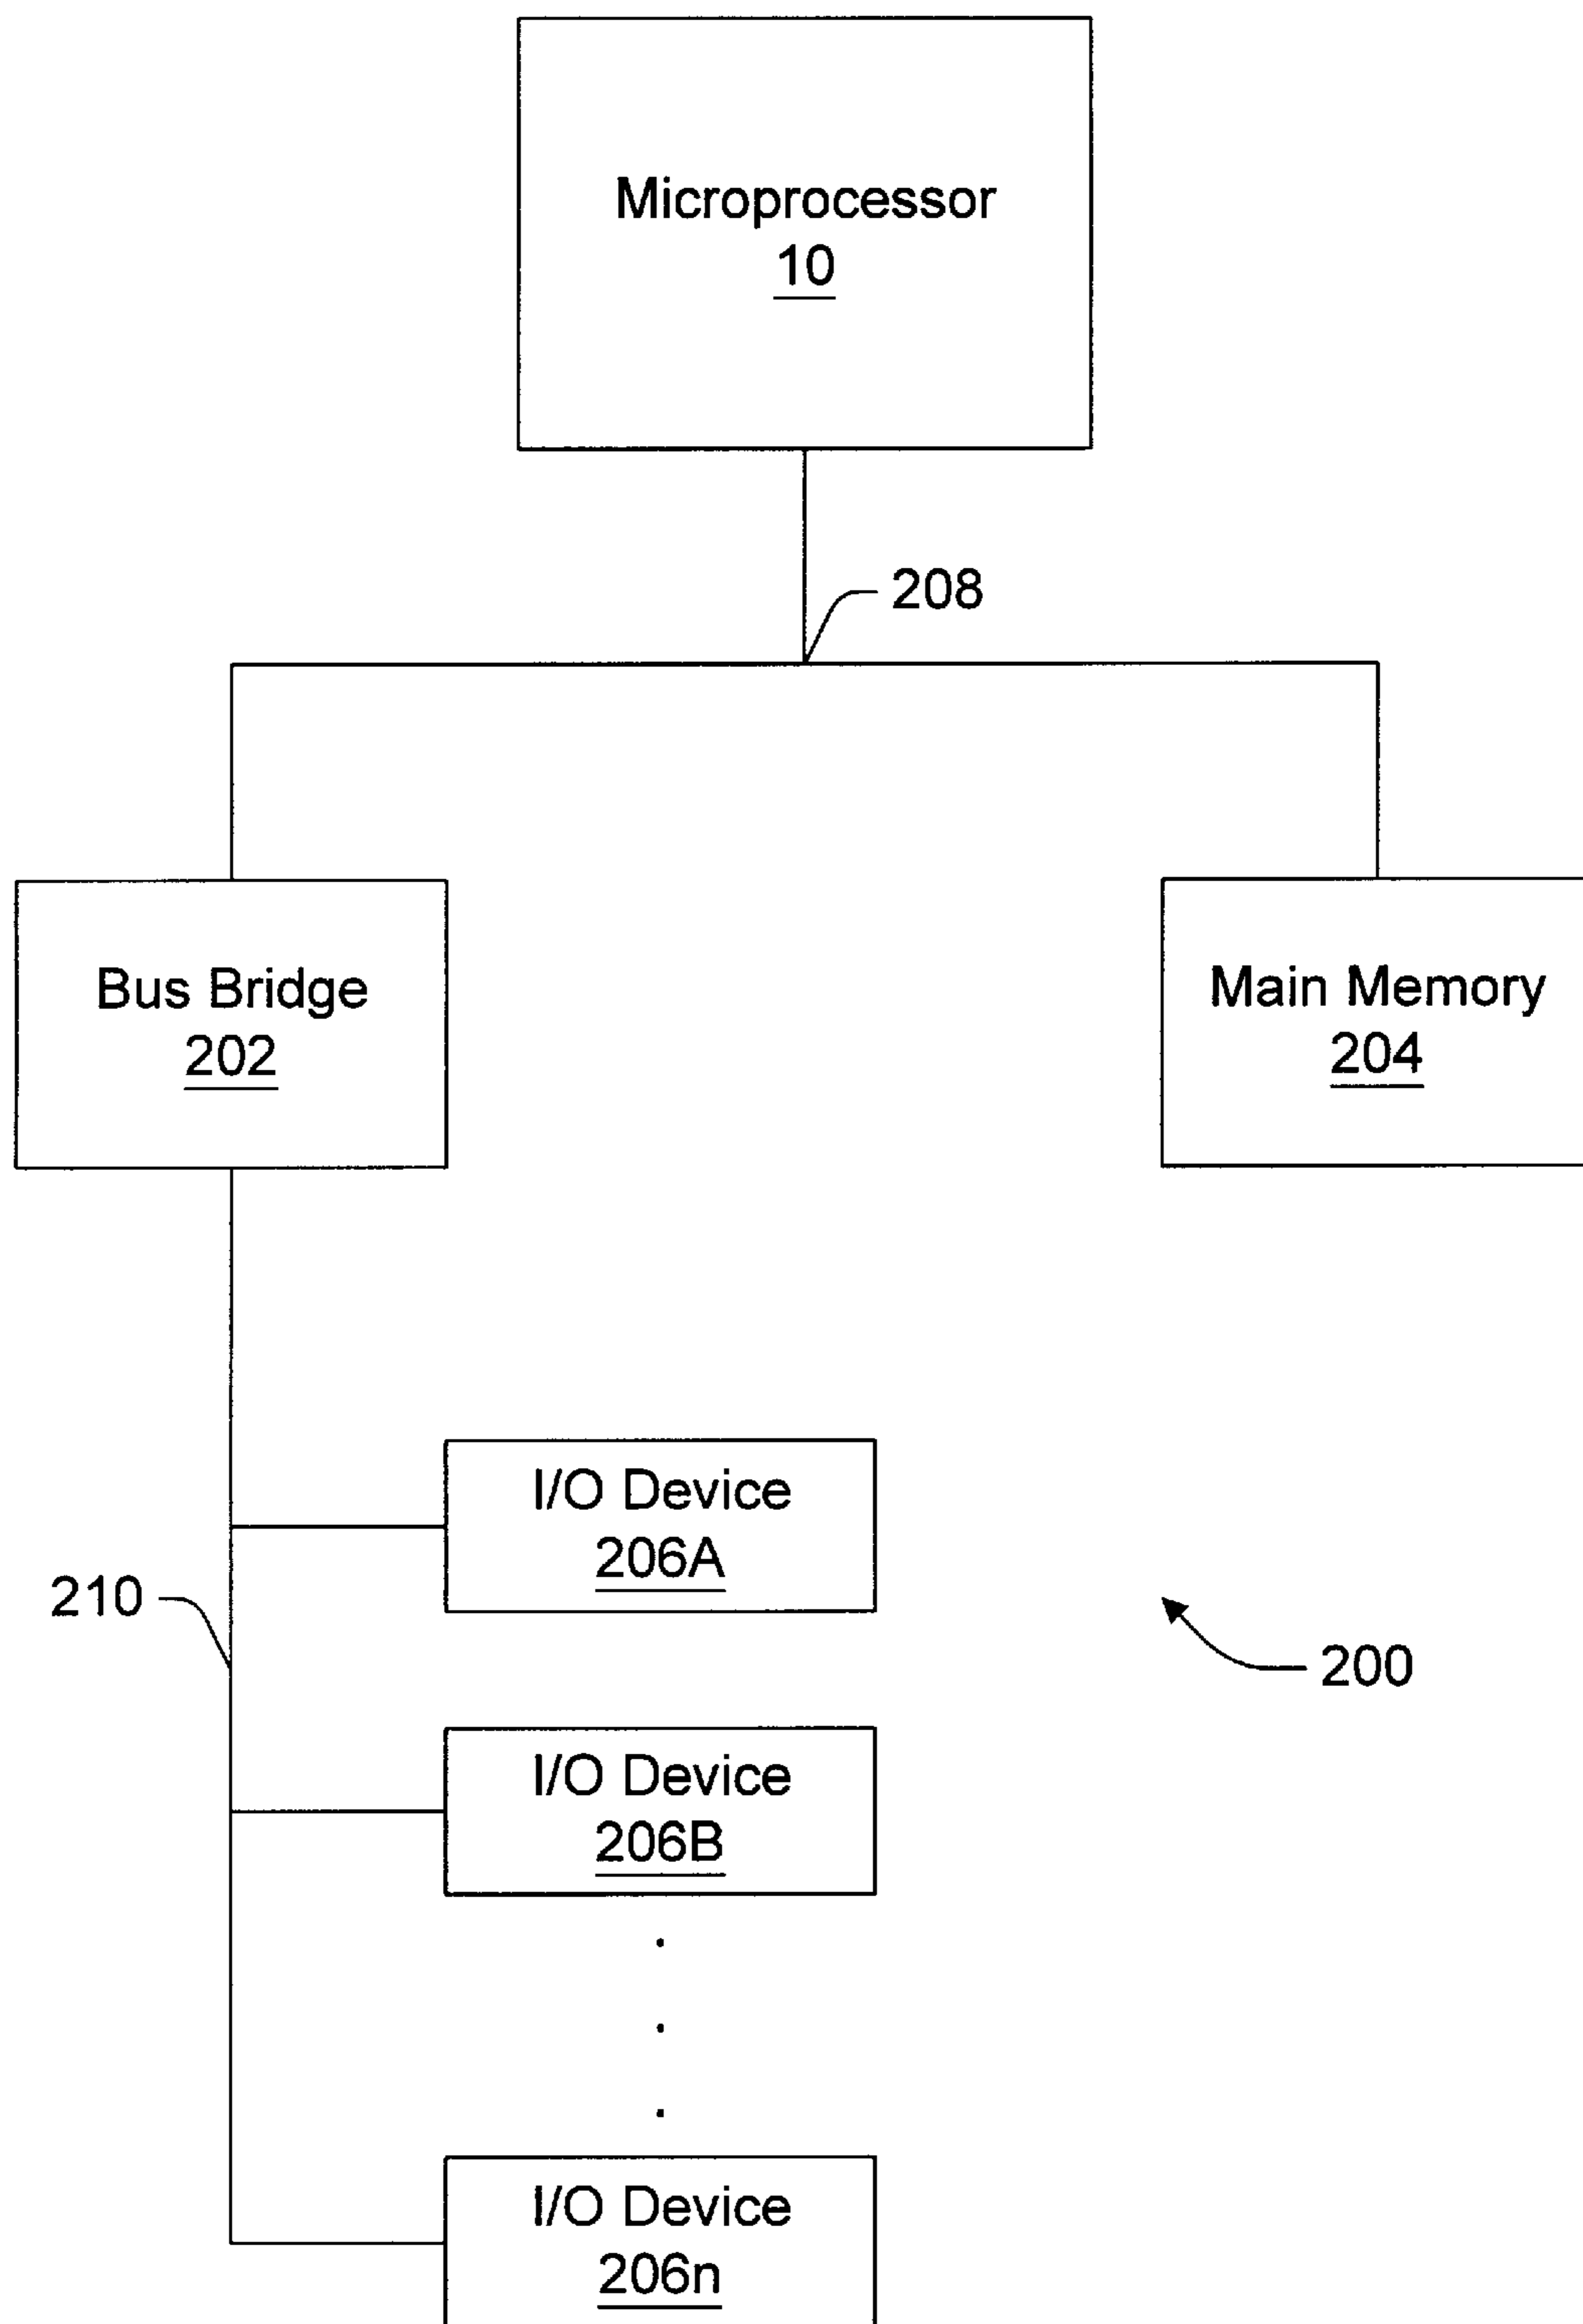 Microprocessor
10
208
Bus Bridge
202
Main Memory
204
I/O Device
206A
210
200
I/O Device
206B
I/O Device
206n